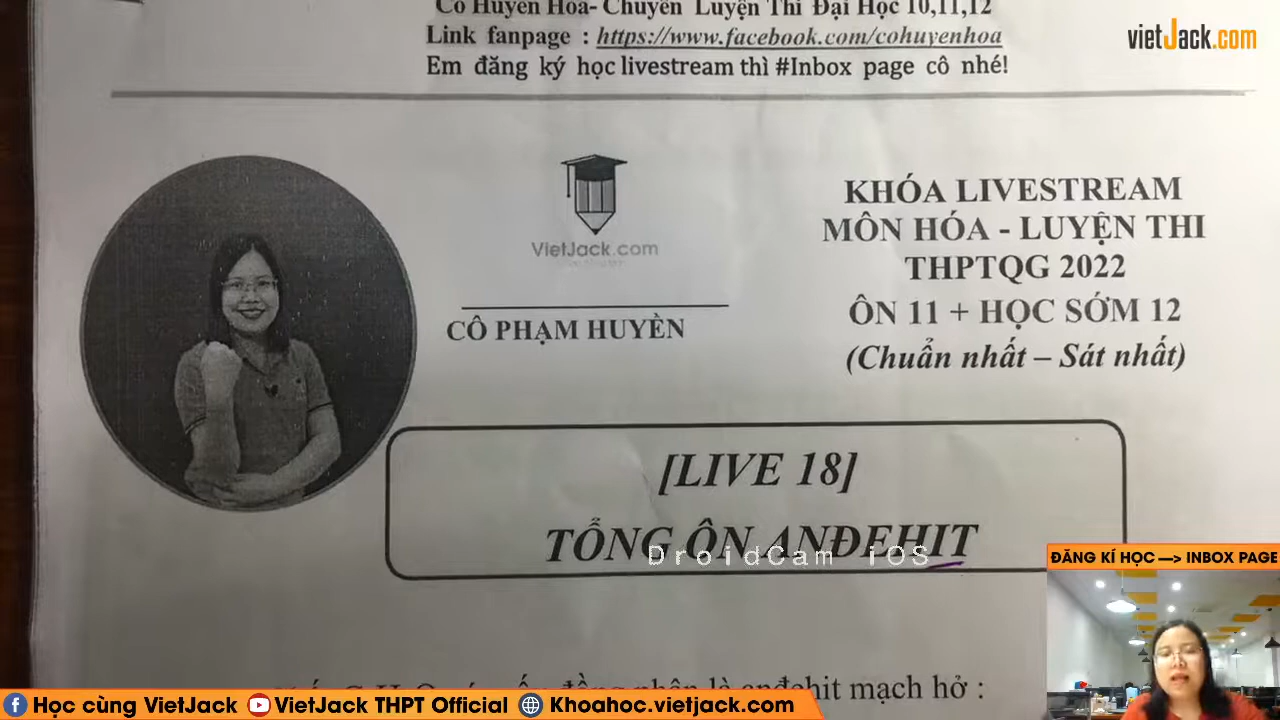 Cô Huyền Hóa- Chuyên Luyện Thi Đại Học 10,11,12
Link fanpage : https://www.facebook.com/cohuyenhoa
Em đăng ký học livestream thì #Inbox page cô nhé!
vietJack.com
VietJack.com
CÔ PHẠM HUYỀN
KHÓA LIVESTREAM
MÔN HÓA - LUYỆN THI
THPTQG 2022
ÔN 11 + HỌC SỚM 12
(Chuẩn nhất – Sát nhất)
[LIVE 18]
TỔNG ÔN ANĐEHIT
DroidCam iOS
ĐĂNG KÍ HỌC —> INBOX PAGE
đồng phân là anđehit mạch hở :
Học cùng VietJack
VietJack THPT Official
Khoahoc.vietjack.com